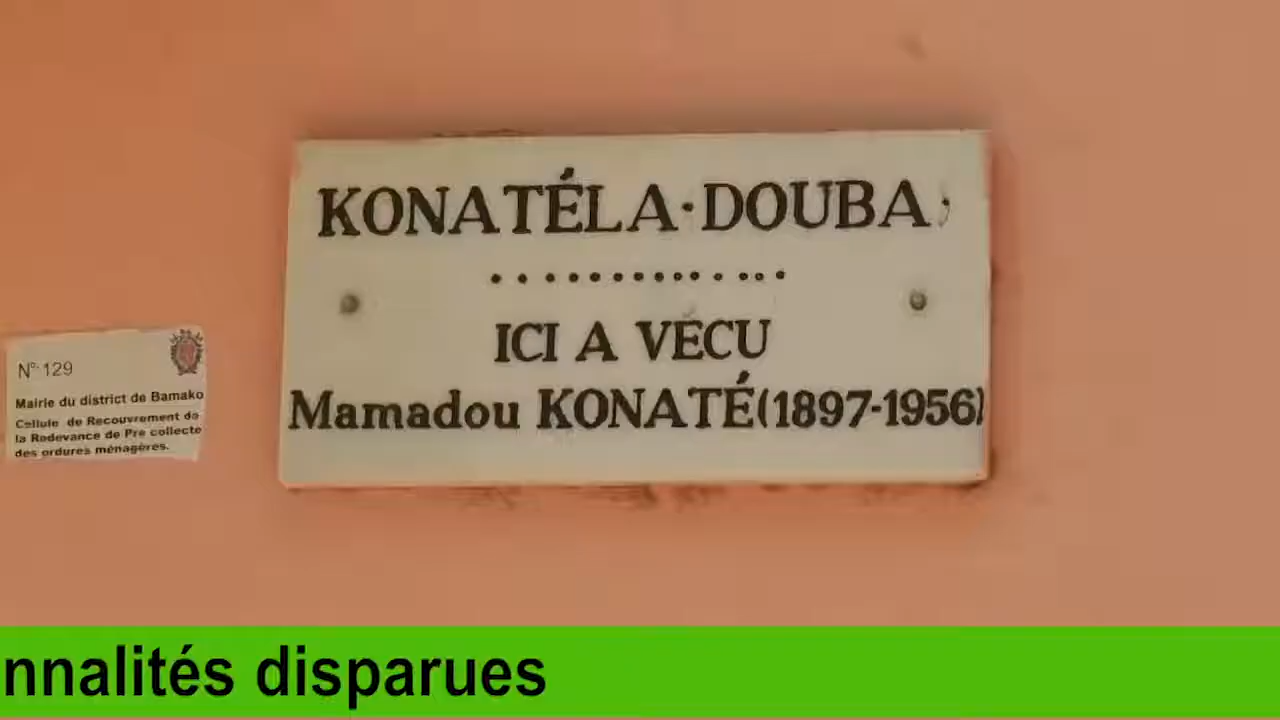 KONATÉLA·DOUBA
.............
ICI A VÉCU
Mamadou KONATÉ(1897-1956)
N° 129
Mairie du district de Bamako
Cellule de Recouvrement de
la Redevance de Pre collecte
des ordures ménagères.
nnalités disparues